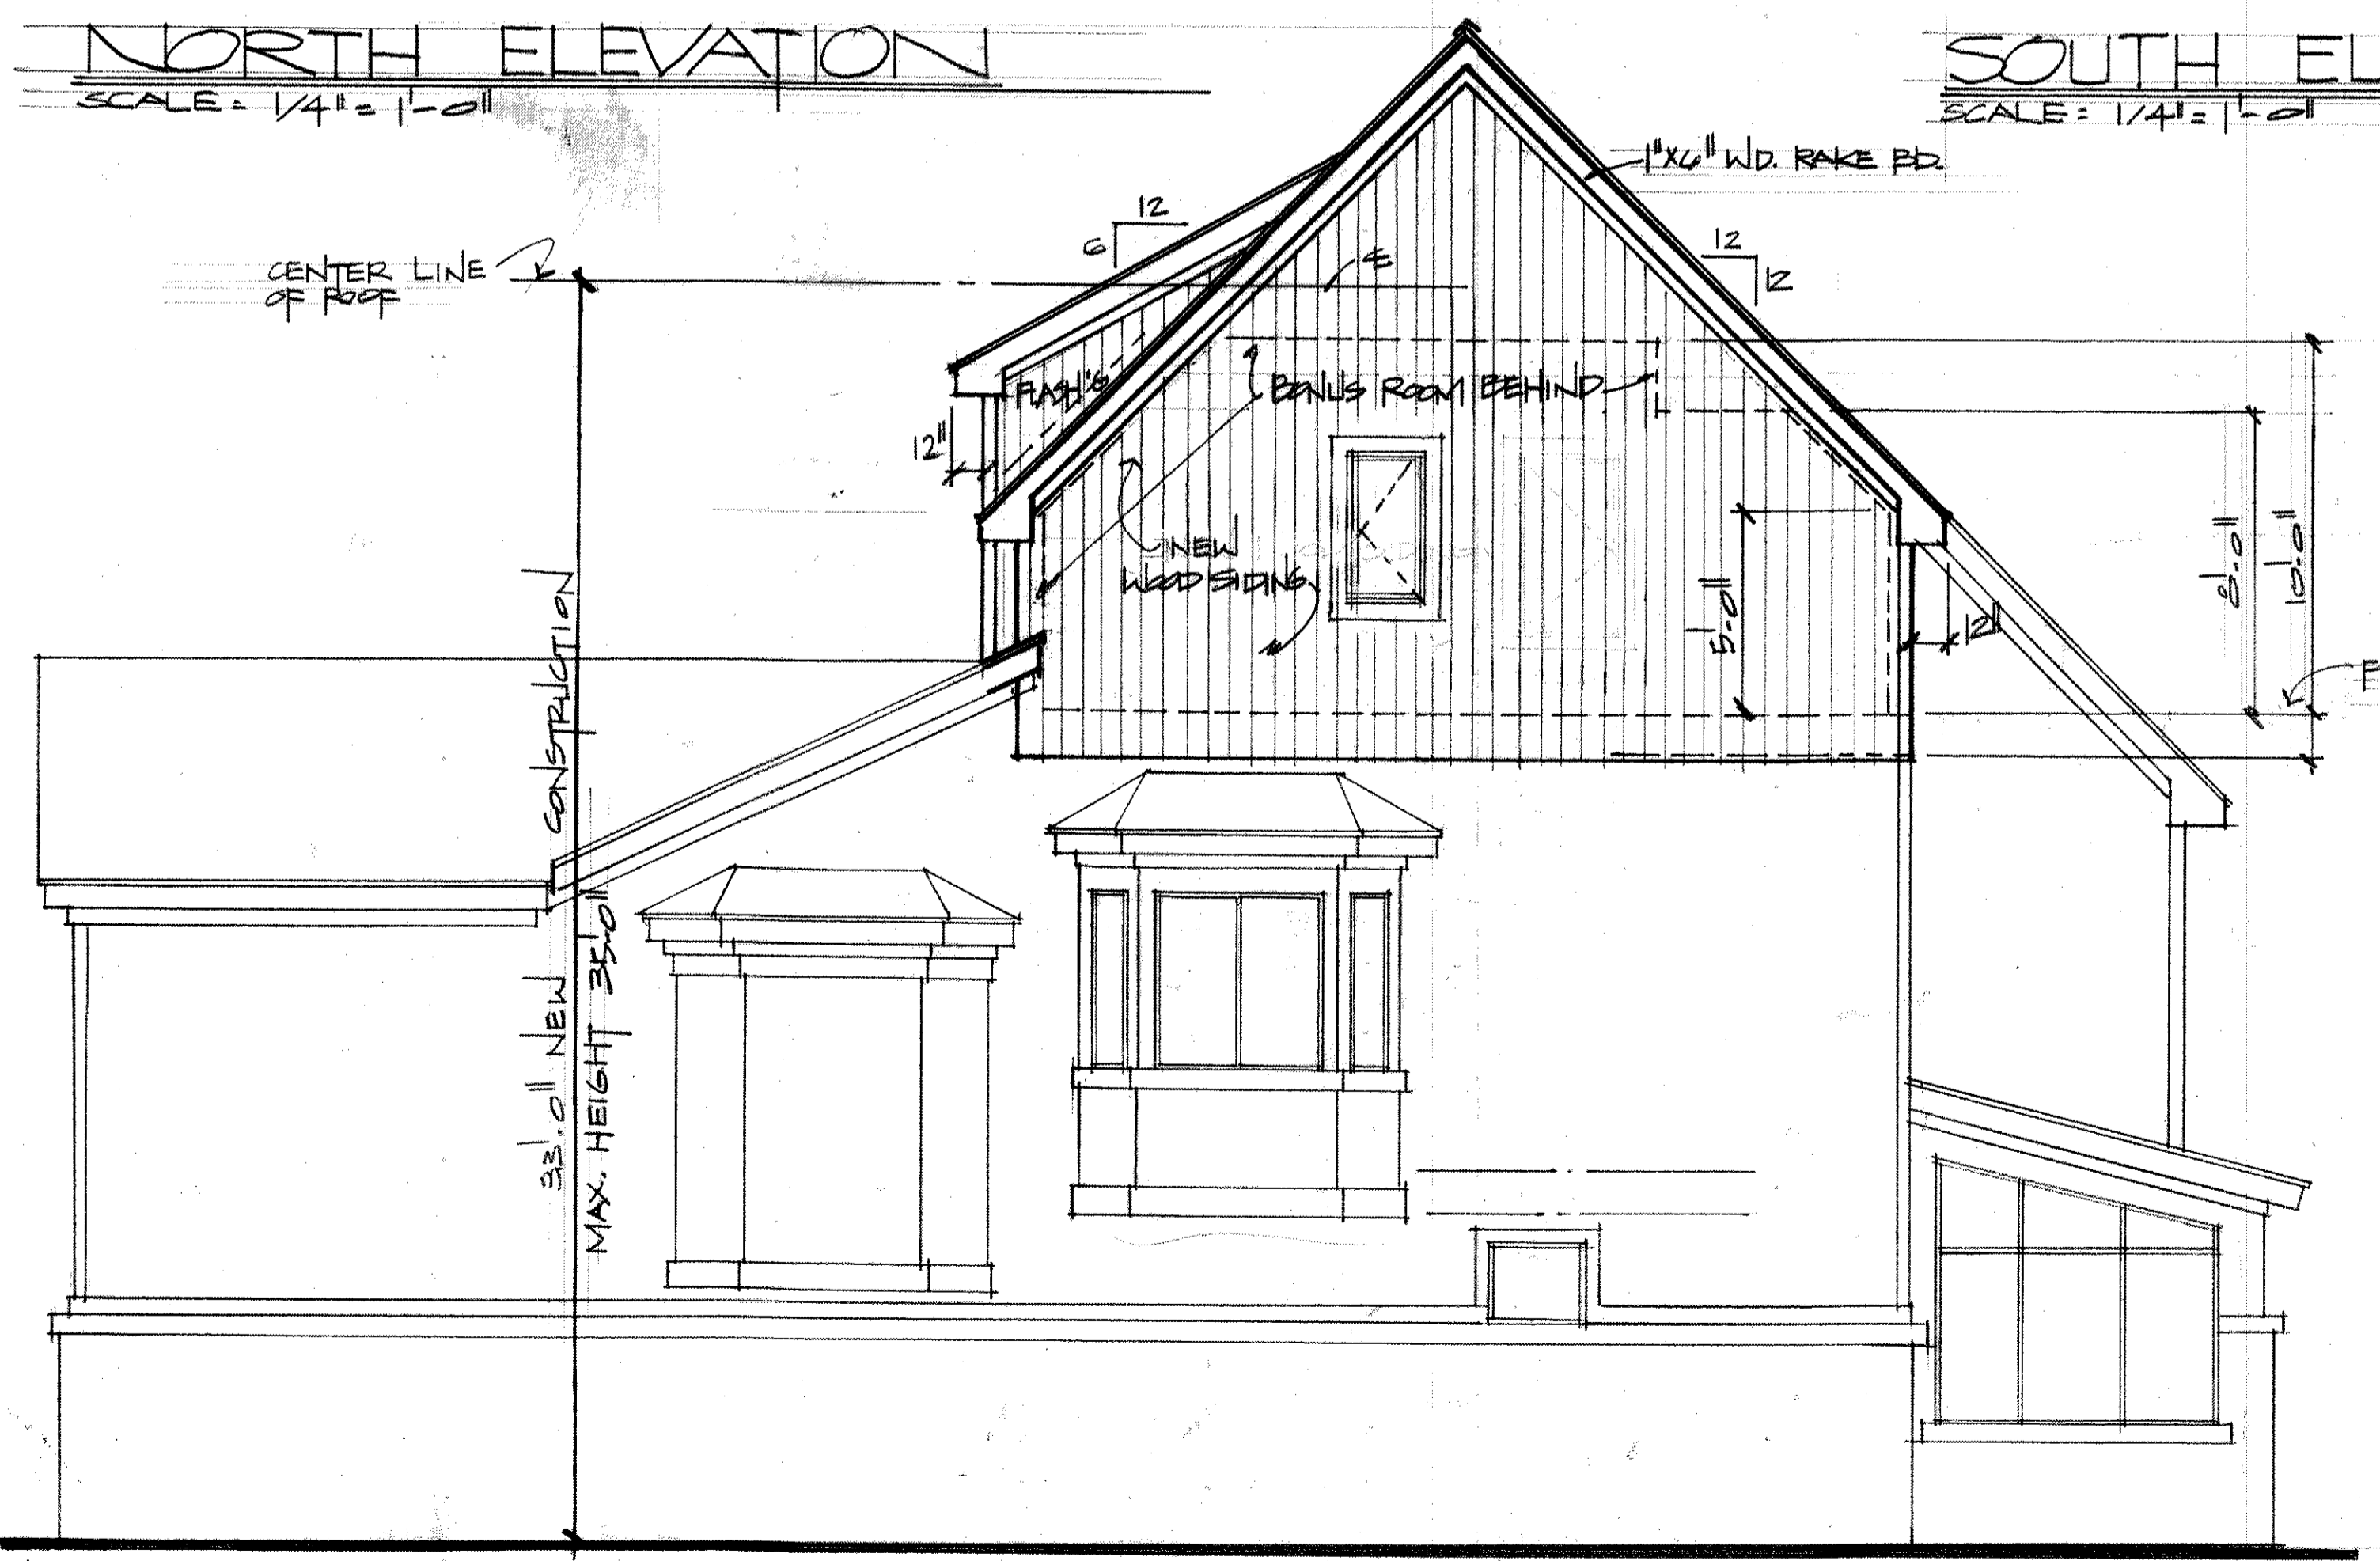 NORTH ELEVATION
SCALE = 1/4" = 1'-0"
SOUTH EL
SCALE: 1/4" = 1'-0"
1"X6" WD. RAKE BD.
12
6
12
12
CENTER LINE
OF ROOF
℄
FLASH'G
BONUS ROOM BEHIND
12"
NEW
WOOD SIDING
5'-0"
12"
8'-0"
10'-0"
33'-0" NEW CONSTRUCTION
MAX. HEIGHT 35'-0"